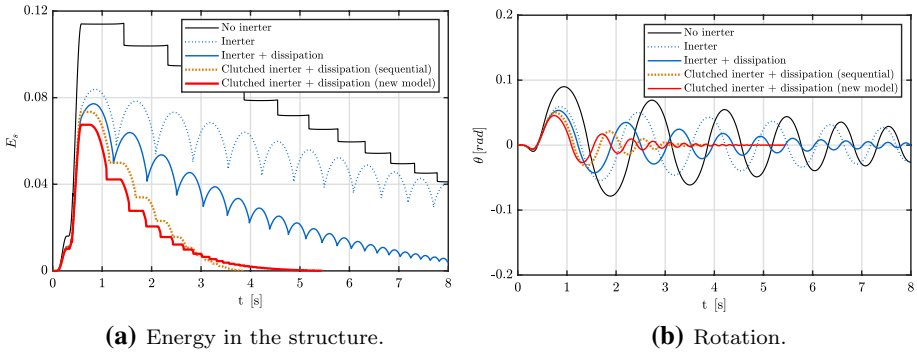 0.12
0.08
0.04
0
E_s
0 1 2 3 4 5 6 7 8
t [s]
No inerter
Inerter
Inerter + dissipation
Clutched inerter + dissipation (sequential)
Clutched inerter + dissipation (new model)
(a) Energy in the structure.
0.2
0.1
0
-0.1
-0.2
θ [rad]
0 1 2 3 4 5 6 7 8
t [s]
No inerter
Inerter
Inerter + dissipation
Clutched inerter + dissipation (sequential)
Clutched inerter + dissipation (new model)
(b) Rotation.